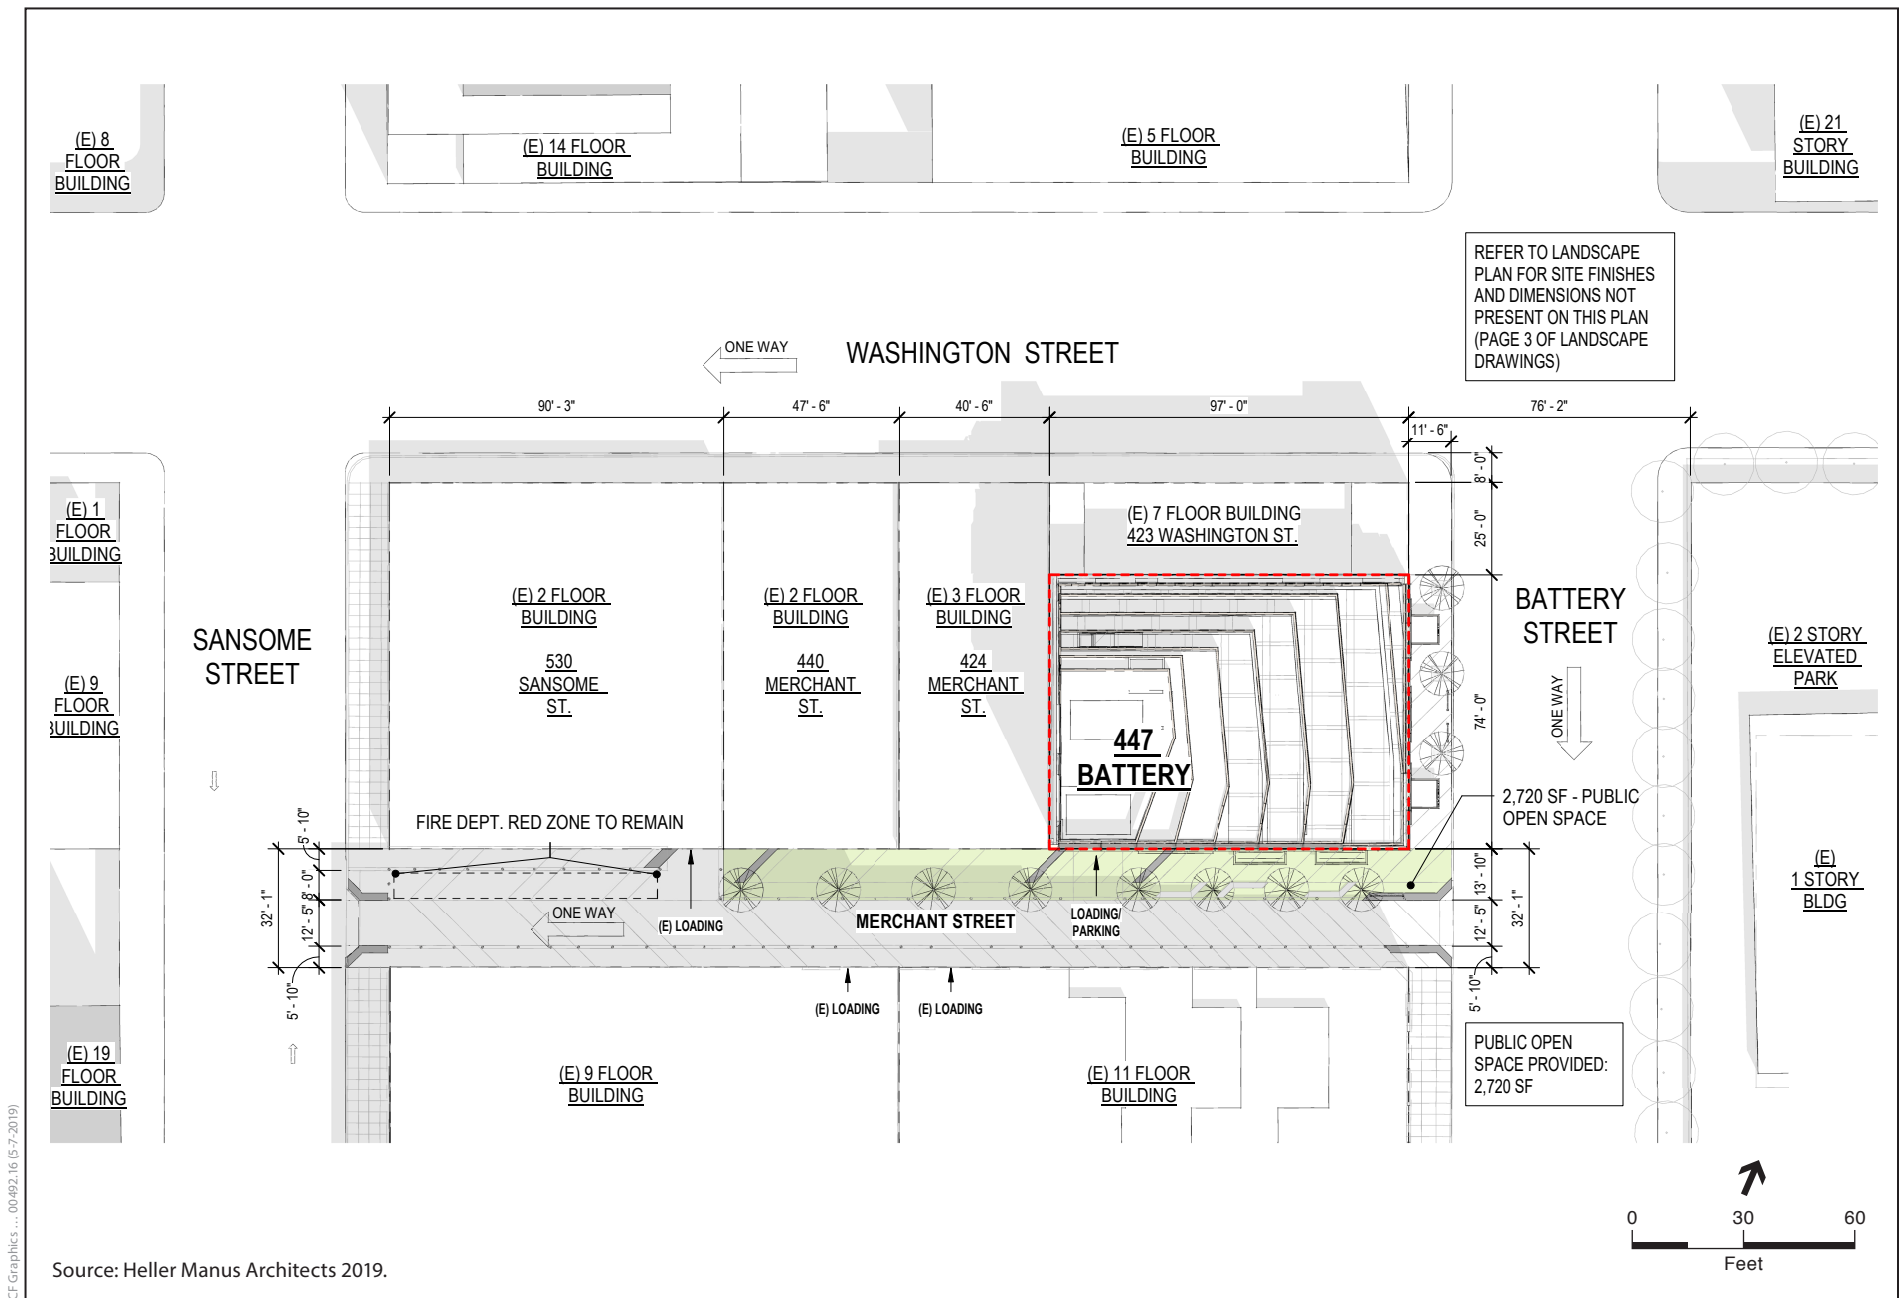 (E) 8
FLOOR
BUILDING
(E) 14 FLOOR
BUILDING
(E) 5 FLOOR
BUILDING
(E) 21
STORY
BUILDING
REFER TO LANDSCAPE
PLAN FOR SITE FINISHES
AND DIMENSIONS NOT
PRESENT ON THIS PLAN
(PAGE 3 OF LANDSCAPE
DRAWINGS)
ONE WAY
WASHINGTON STREET
90' - 3"
47' - 6"
40' - 6"
97' - 0"
76' - 2"
11' - 6"
8' - 0"
25' - 0"
74' - 0"
(E) 1
FLOOR
BUILDING
(E) 7 FLOOR BUILDING
423 WASHINGTON ST.
(E) 2 FLOOR
BUILDING
530
SANSOME
ST.
(E) 2 FLOOR
BUILDING
440
MERCHANT
ST.
(E) 3 FLOOR
BUILDING
424
MERCHANT
ST.
447
BATTERY
SANSOME
STREET
BATTERY
STREET
ONE WAY
(E) 2 STORY
ELEVATED
PARK
(E) 9
FLOOR
BUILDING
2,720 SF - PUBLIC
OPEN SPACE
FIRE DEPT. RED ZONE TO REMAIN
5' - 10"
8' - 0"
12' - 5"
32' - 1"
5' - 10"
ONE WAY
(E) LOADING
MERCHANT STREET
LOADING/
PARKING
13' - 10"
12' - 5"
32' - 1"
5' - 10"
(E)
1 STORY
BLDG
(E) LOADING
(E) LOADING
(E) 19
FLOOR
BUILDING
(E) 9 FLOOR
BUILDING
(E) 11 FLOOR
BUILDING
PUBLIC OPEN
SPACE PROVIDED:
2,720 SF
0 30 60
Feet
Source: Heller Manus Architects 2019.
CF Graphics … 00492.16 (5-7-2019)